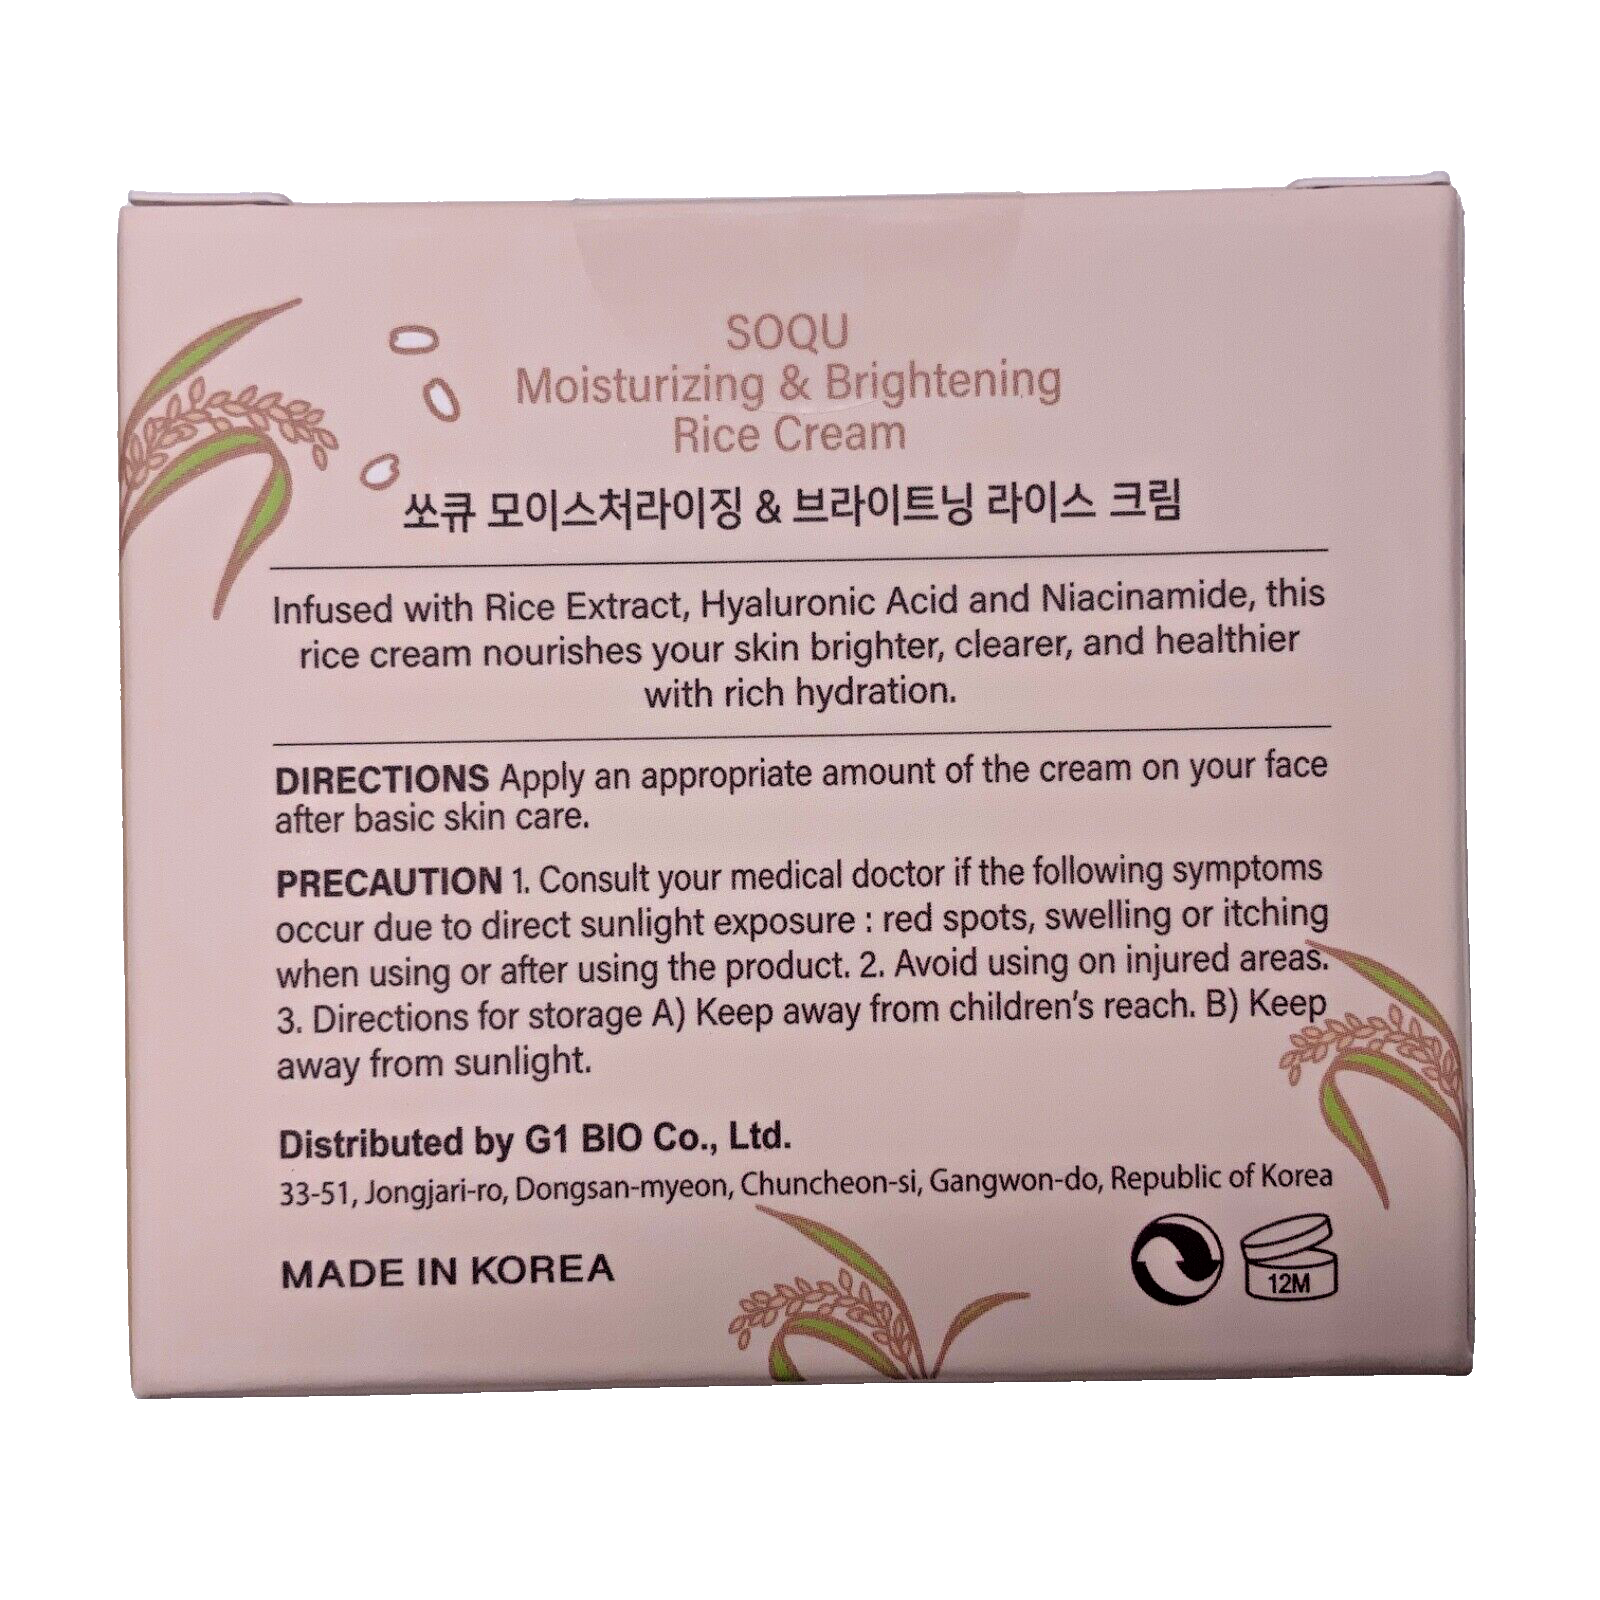 SOQU
Moisturizing & Brightening
Rice Cream
쏘큐 모이스처라이징 & 브라이트닝 라이스 크림
Infused with Rice Extract, Hyaluronic Acid and Niacinamide, this
rice cream nourishes your skin brighter, clearer, and healthier
with rich hydration.
DIRECTIONS Apply an appropriate amount of the cream on your face
after basic skin care.
PRECAUTION 1. Consult your medical doctor if the following symptoms
occur due to direct sunlight exposure : red spots, swelling or itching
when using or after using the product. 2. Avoid using on injured areas.
3. Directions for storage A) Keep away from children's reach. B) Keep
away from sunlight.
Distributed by G1 BIO Co., Ltd.
33-51, Jongjari-ro, Dongsan-myeon, Chuncheon-si, Gangwon-do, Republic of Korea
MADE IN KOREA
12M